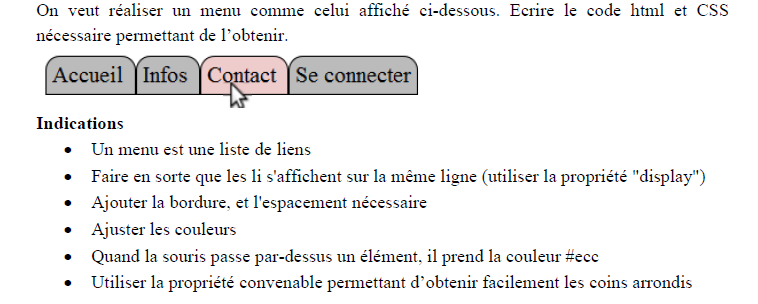 On veut réaliser un menu comme celui affiché ci-dessous. Ecrire le code html et CSS
nécessaire permettant de l'obtenir.
Accueil Infos Contact Se connecter
Indications
• Un menu est une liste de liens
• Faire en sorte que les li s'affichent sur la même ligne (utiliser la propriété "display")
• Ajouter la bordure, et l'espacement nécessaire
• Ajuster les couleurs
• Quand la souris passe par-dessus un élément, il prend la couleur #ecc
• Utiliser la propriété convenable permettant d'obtenir facilement les coins arrondis